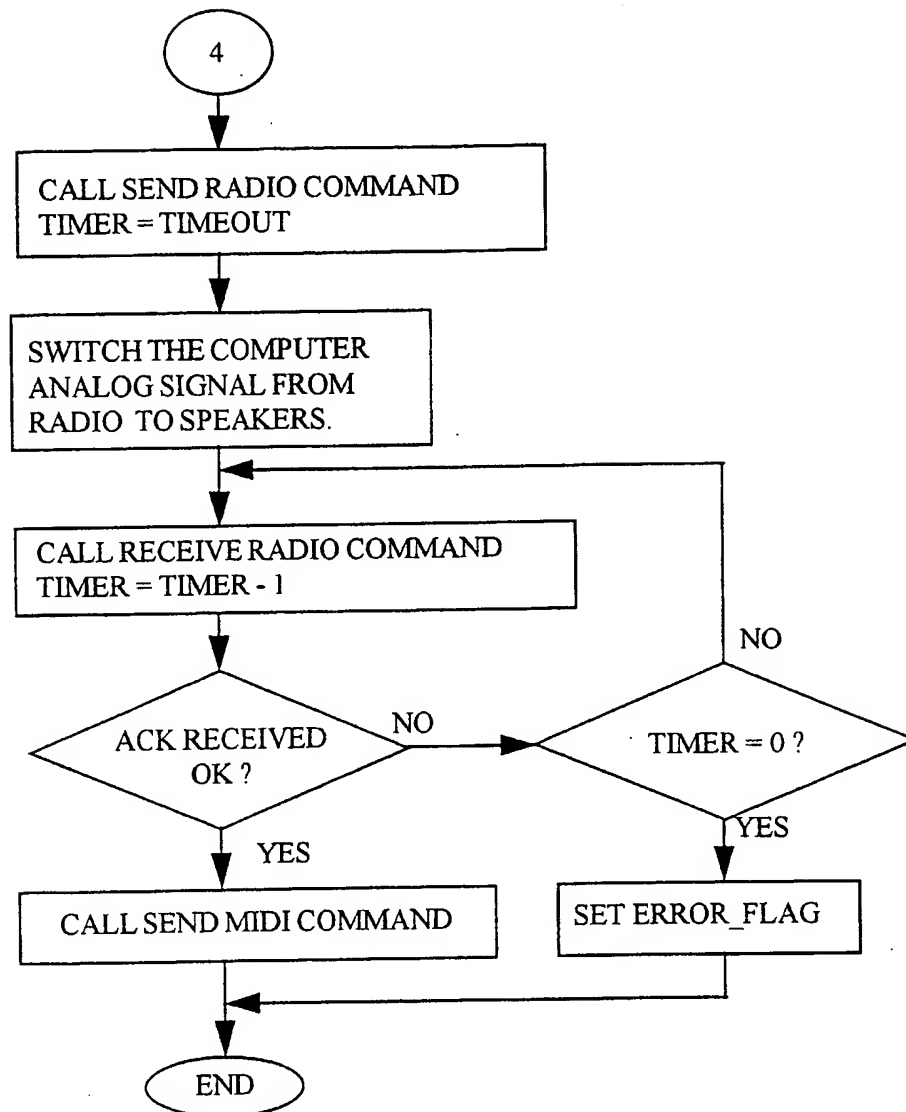 4
CALL SEND RADIO COMMAND
TIMER = TIMEOUT
SWITCH THE COMPUTER
ANALOG SIGNAL FROM
RADIO TO SPEAKERS.
CALL RECEIVE RADIO COMMAND
TIMER = TIMER - 1
NO
ACK RECEIVED
OK ?
NO
TIMER = 0 ?
YES
YES
CALL SEND MIDI COMMAND
SET ERROR_FLAG
END